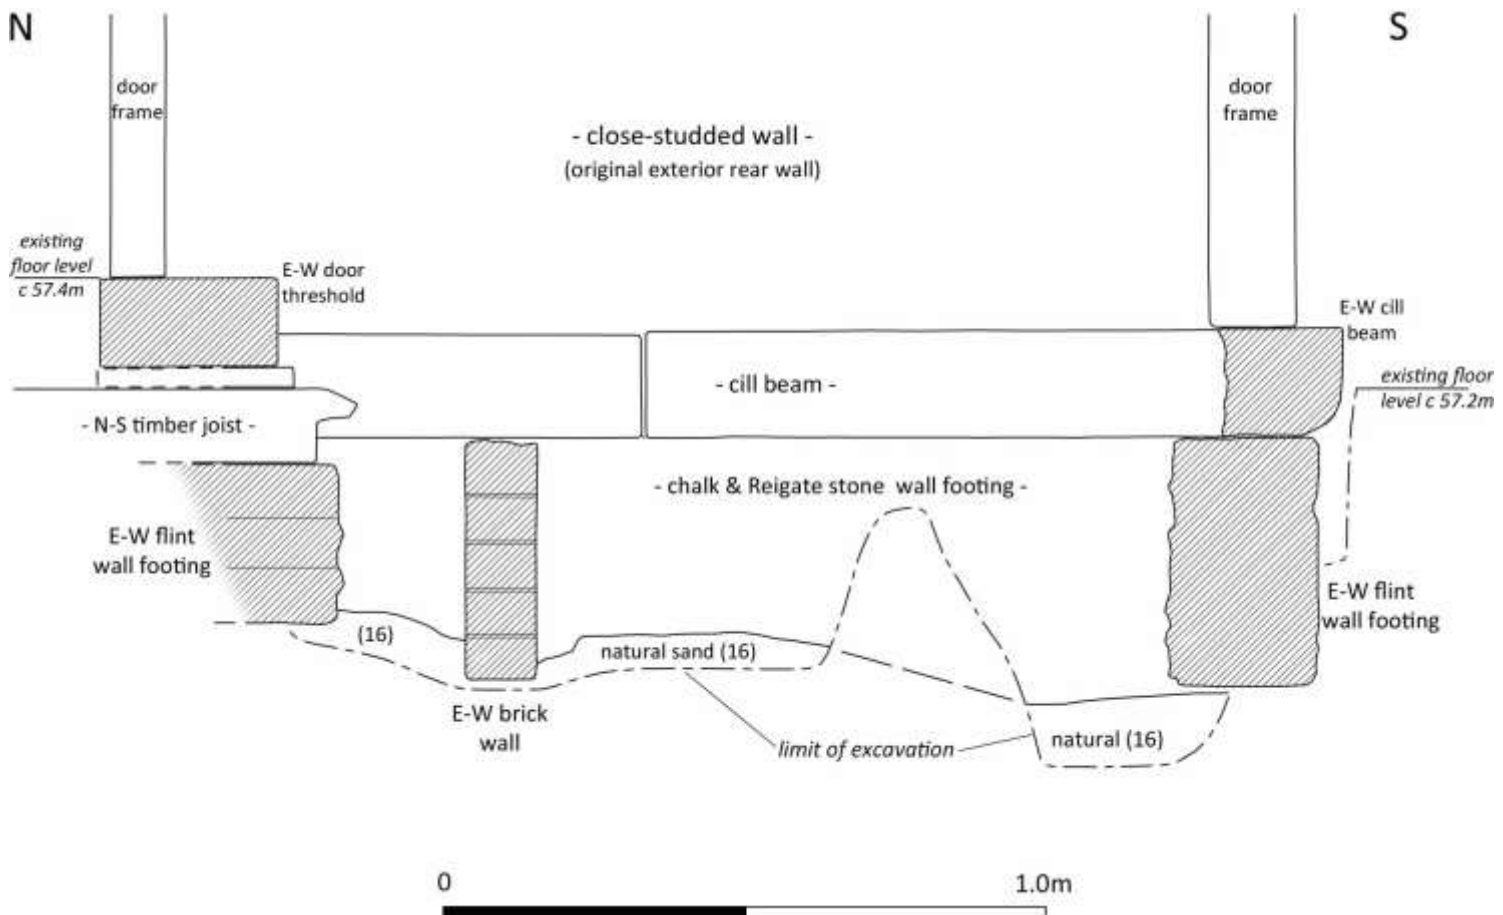 N
S
door
frame
door
frame
- close-studded wall -
(original exterior rear wall)
existing
floor level
c 57.4m
E-W door
threshold
E-W cill
beam
- cill beam -
existing floor
level c 57.2m
- N-S timber joist -
- chalk & Reigate stone wall footing -
E-W flint
wall footing
E-W flint
wall footing
(16)
natural sand (16)
E-W brick
wall
limit of excavation
natural (16)
0
1.0m